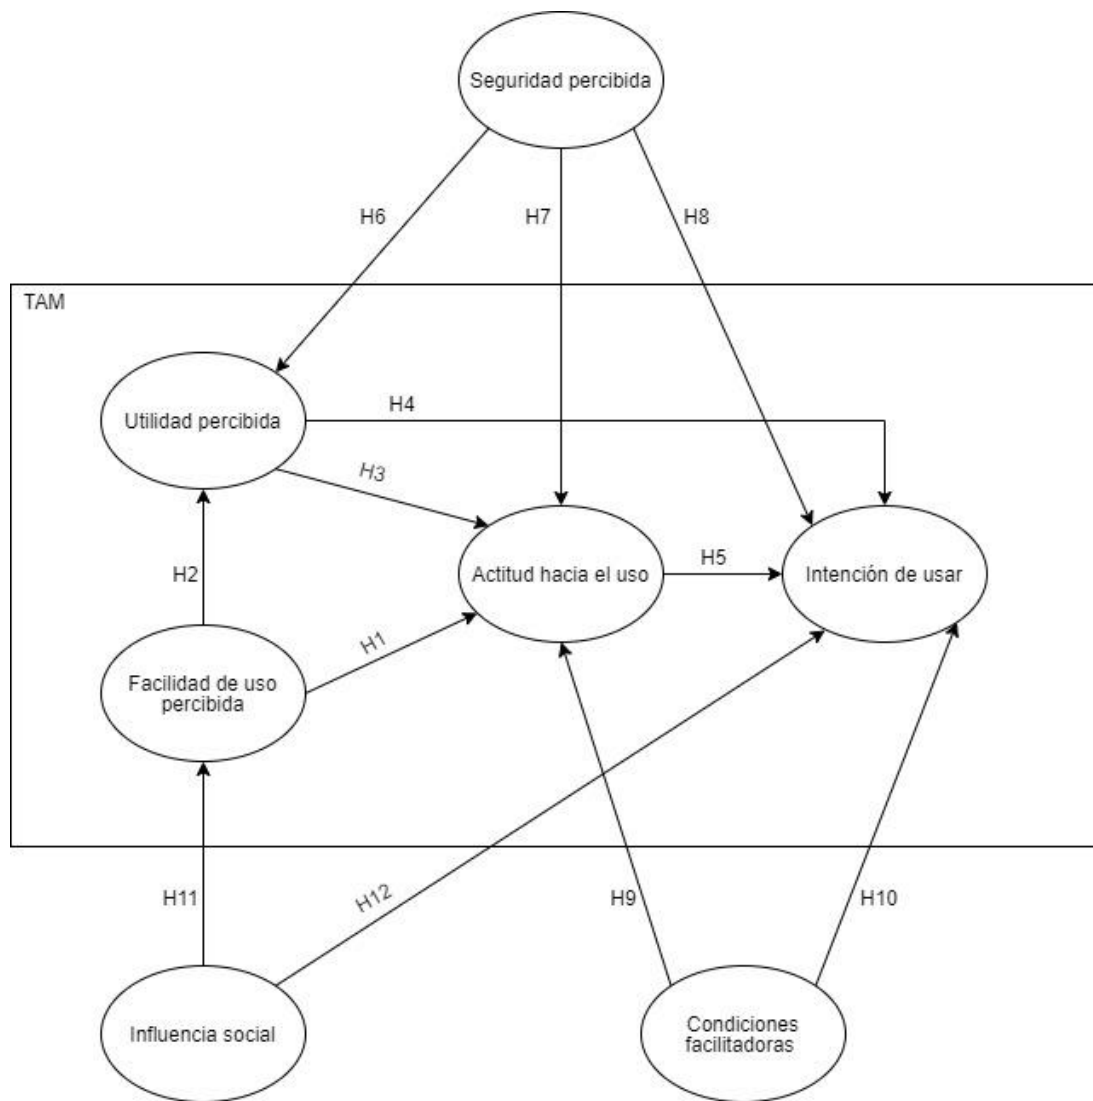 Seguridad percibida
H6
H7
H8
TAM
Utilidad percibida
H4
H3
H2
Actitud hacia el uso
H5
Intención de usar
H1
Facilidad de uso
percibida
H11
H12
H9
H10
Influencia social
Condiciones
facilitadoras